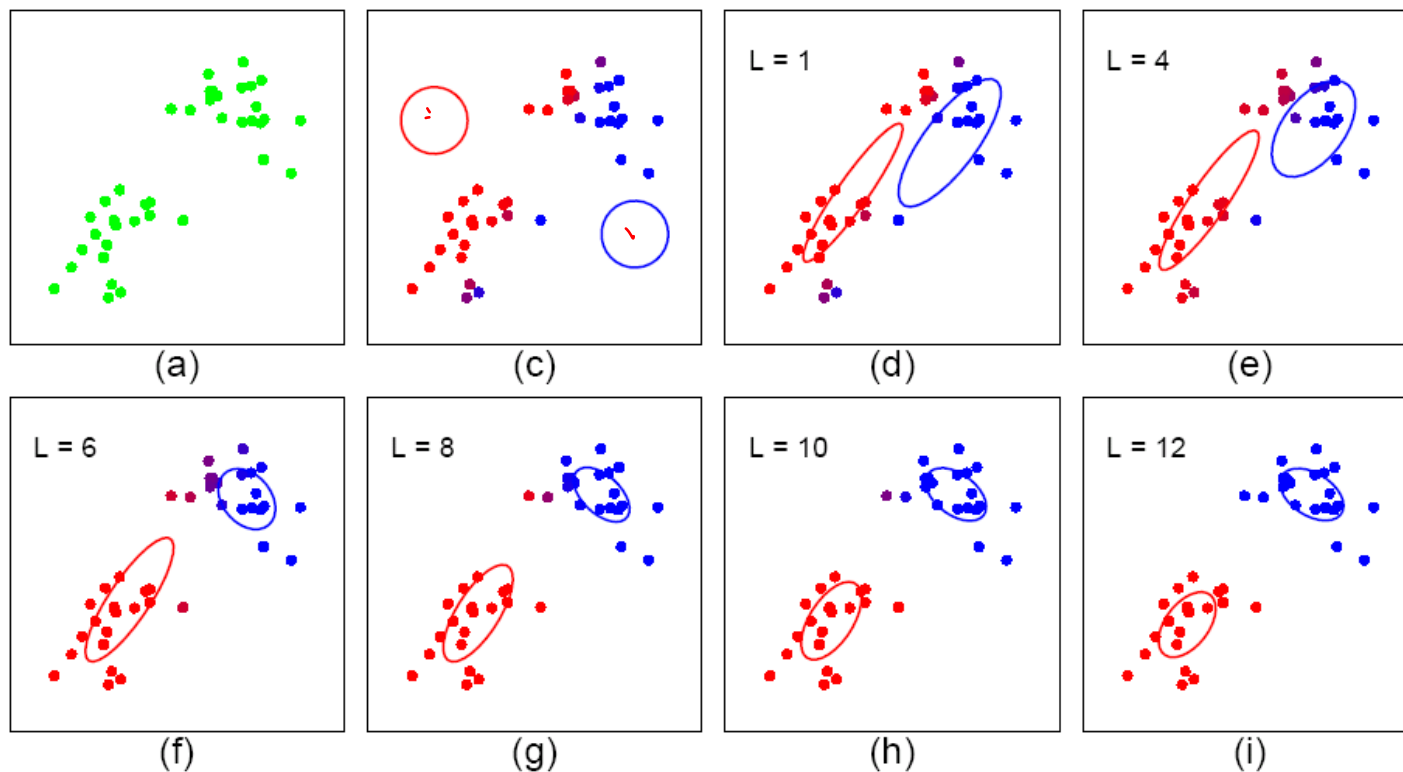 L = 1
L = 4
(a)
(c)
(d)
(e)
L = 6
L = 8
L = 10
L = 12
(f)
(g)
(h)
(i)